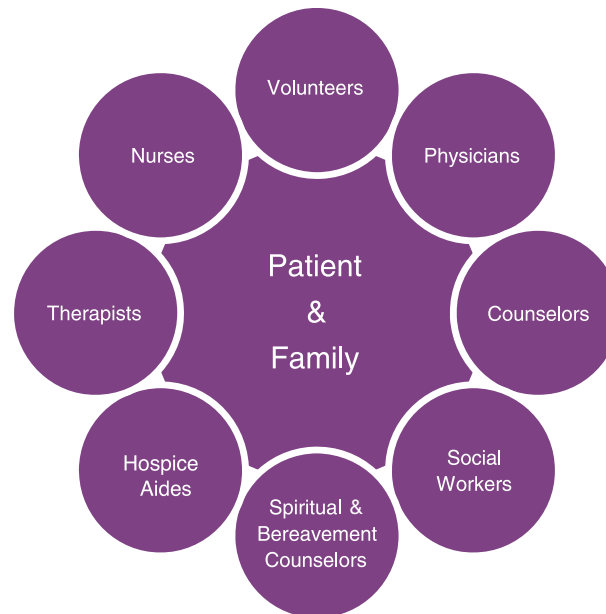 Volunteers
Nurses
Physicians
Patient
&
Family
Therapists
Counselors
Hospice
Aides
Social
Workers
Spiritual &
Bereavement
Counselors